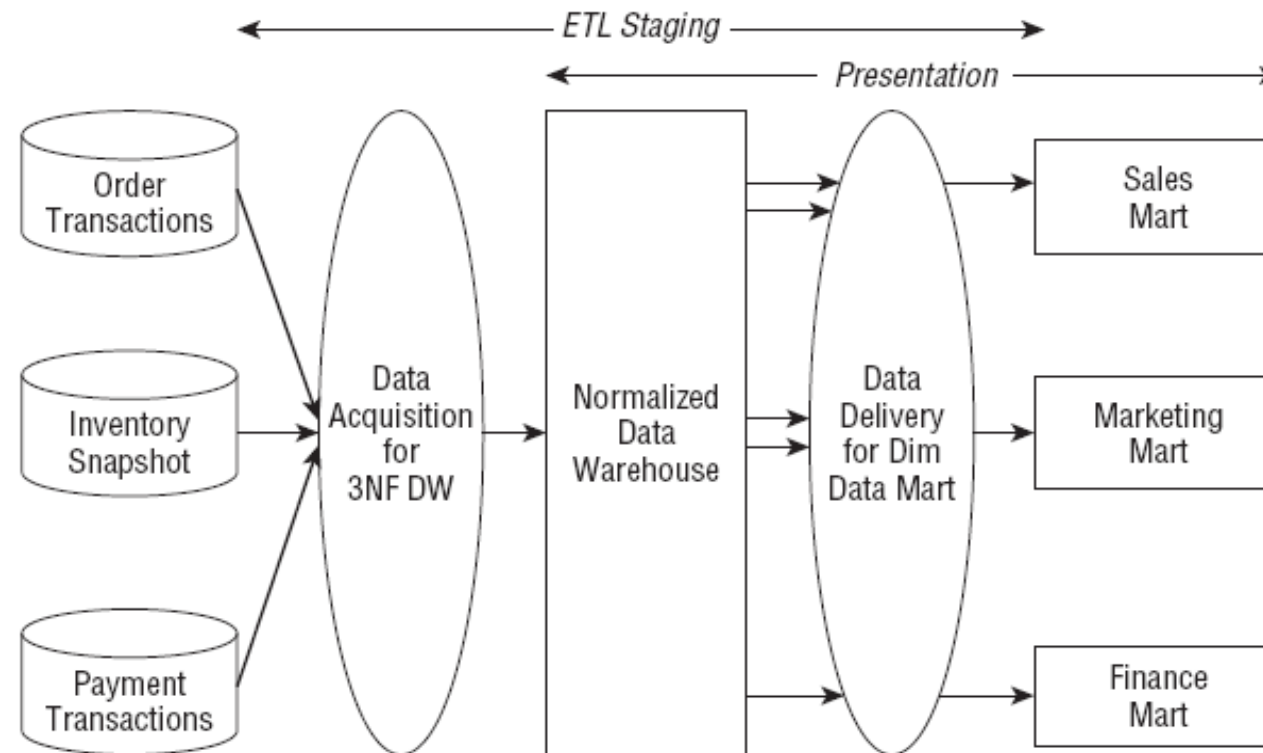 ETL Staging
Presentation
Order
Transactions
Inventory
Snapshot
Payment
Transactions
Data
Acquisition
for
3NF DW
Normalized
Data
Warehouse
Data
Delivery
for Dim
Data Mart
Sales
Mart
Marketing
Mart
Finance
Mart